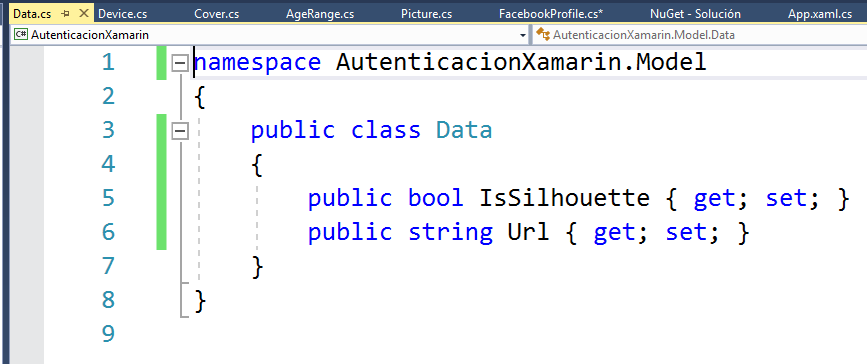 Data.cs Device.cs Cover.cs AgeRange.cs Picture.cs FacebookProfile.cs* NuGet - Solución App.xaml.cs
C# AutenticacionXamarin AutenticacionXamarin.Model.Data
1 namespace AutenticacionXamarin.Model
2 {
3 public class Data
4 {
5 public bool IsSilhouette { get; set; }
6 public string Url { get; set; }
7 }
8 }
9